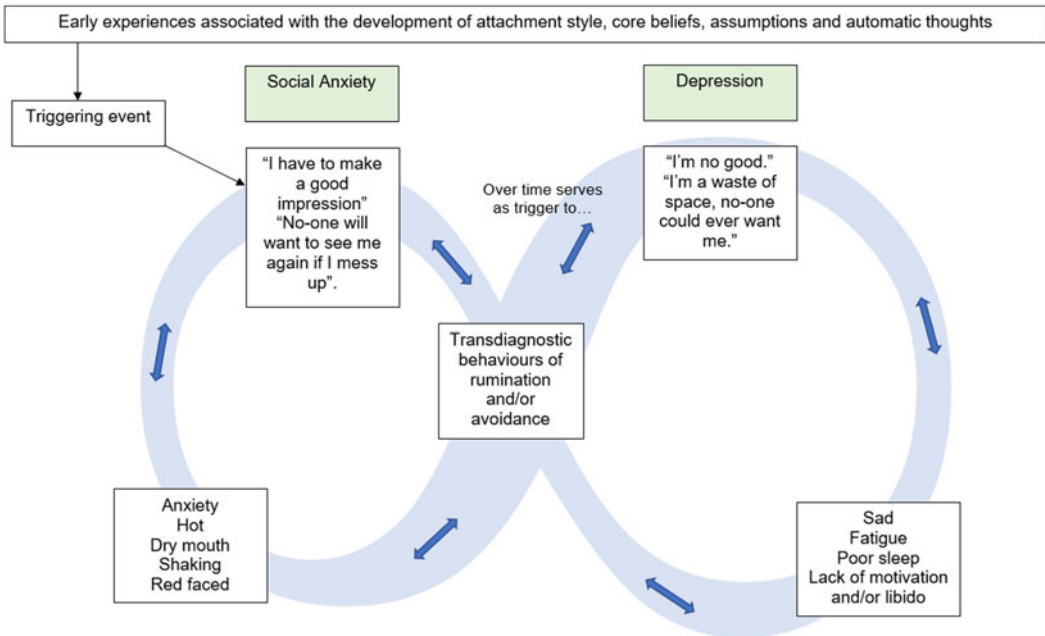 Early experiences associated with the development of attachment style, core beliefs, assumptions and automatic thoughts
Social Anxiety
Depression
Triggering event
“I have to make
a good
impression”
“No-one will
want to see me
again if I mess
up”.
Over time serves
as trigger to…
“I’m no good.”
“I’m a waste of
space, no-one
could ever want
me.”
Transdiagnostic
behaviours of
rumination
and/or
avoidance
Anxiety
Hot
Dry mouth
Shaking
Red faced
Sad
Fatigue
Poor sleep
Lack of motivation
and/or libido